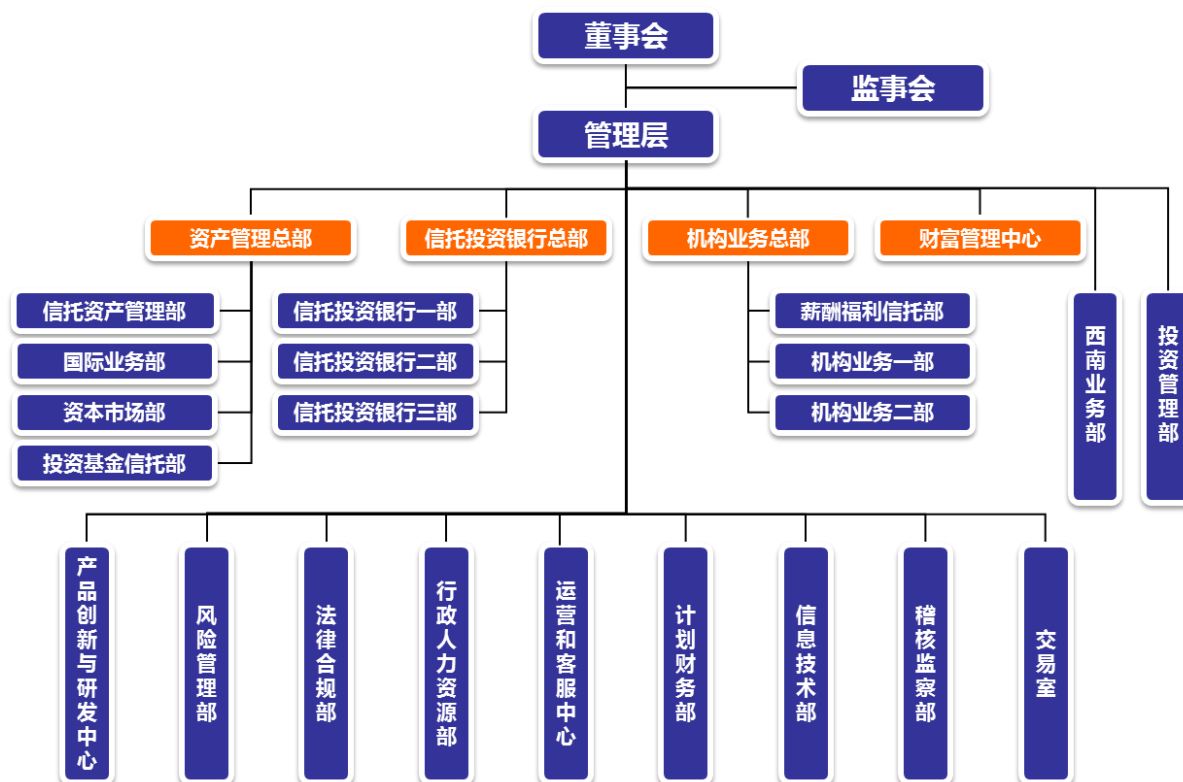 董事会
监事会
管理层
资产管理总部
信托投资银行总部
机构业务总部
财富管理中心
信托资产管理部
国际业务部
资本市场部
投资基金信托部
信托投资银行一部
信托投资银行二部
信托投资银行三部
薪酬福利信托部
机构业务一部
机构业务二部
西南业务部
投资管理部
产品创新与研发中心
风险管理部
法律合规部
行政人力资源部
运营和客服中心
计划财务部
信息技术部
稽核监察部
交易室